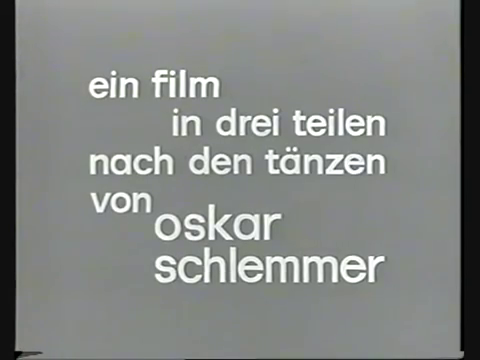 ein film
in drei teilen
nach den tänzen
von
oskar
schlemmer